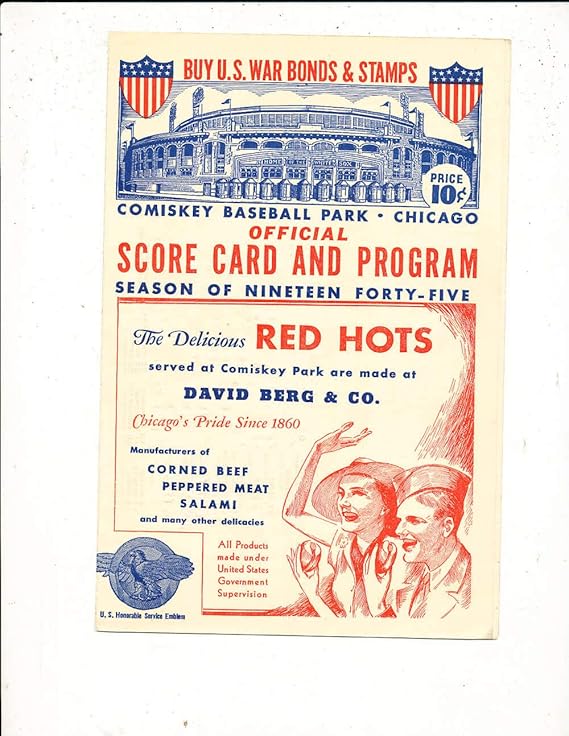 BUY U.S. WAR BONDS & STAMPS
HOME OF THE WHITE SOX
PRICE
10¢
COMISKEY BASEBALL PARK • CHICAGO
OFFICIAL
SCORE CARD AND PROGRAM
SEASON OF NINETEEN FORTY-FIVE
The Delicious RED HOTS
served at Comiskey Park are made at
DAVID BERG & CO.
Chicago's Pride Since 1860
Manufacturers of
CORNED BEEF
PEPPERED MEAT
SALAMI
and many other delicacies
All Products
made under
United States
Government
Supervision
U. S. Honorable Service Emblem